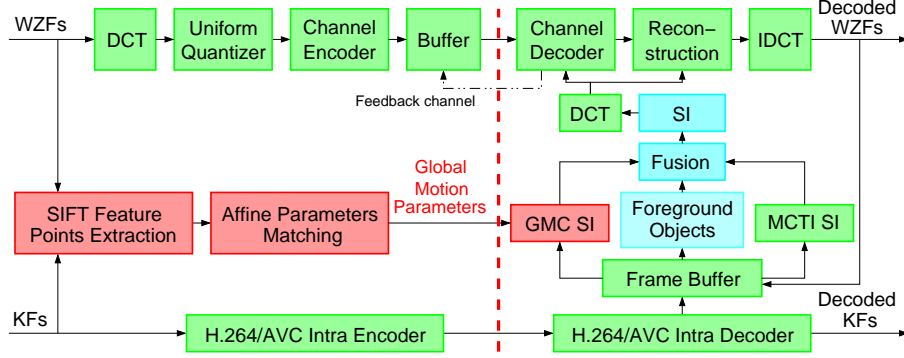 WZFs
DCT
Uniform
Quantizer
Channel
Encoder
Buffer
Channel
Decoder
Recon-
struction
IDCT
Decoded
WZFs
Feedback channel
DCT
SI
Fusion
Global
Motion
Parameters
SIFT Feature
Points Extraction
Affine Parameters
Matching
GMC SI
Foreground
Objects
MCTI SI
Frame Buffer
KFs
H.264/AVC Intra Encoder
H.264/AVC Intra Decoder
Decoded
KFs